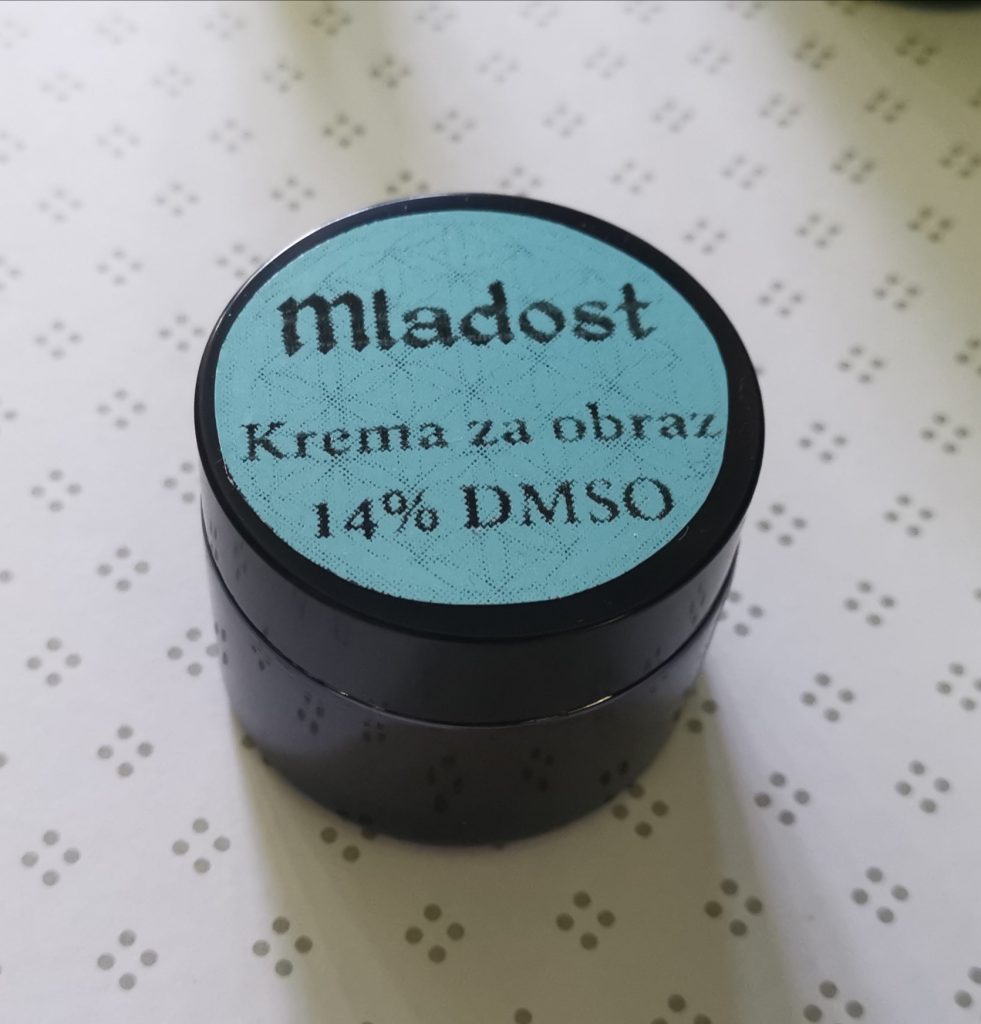 Mladost
Krema za obraz
14% DMSO